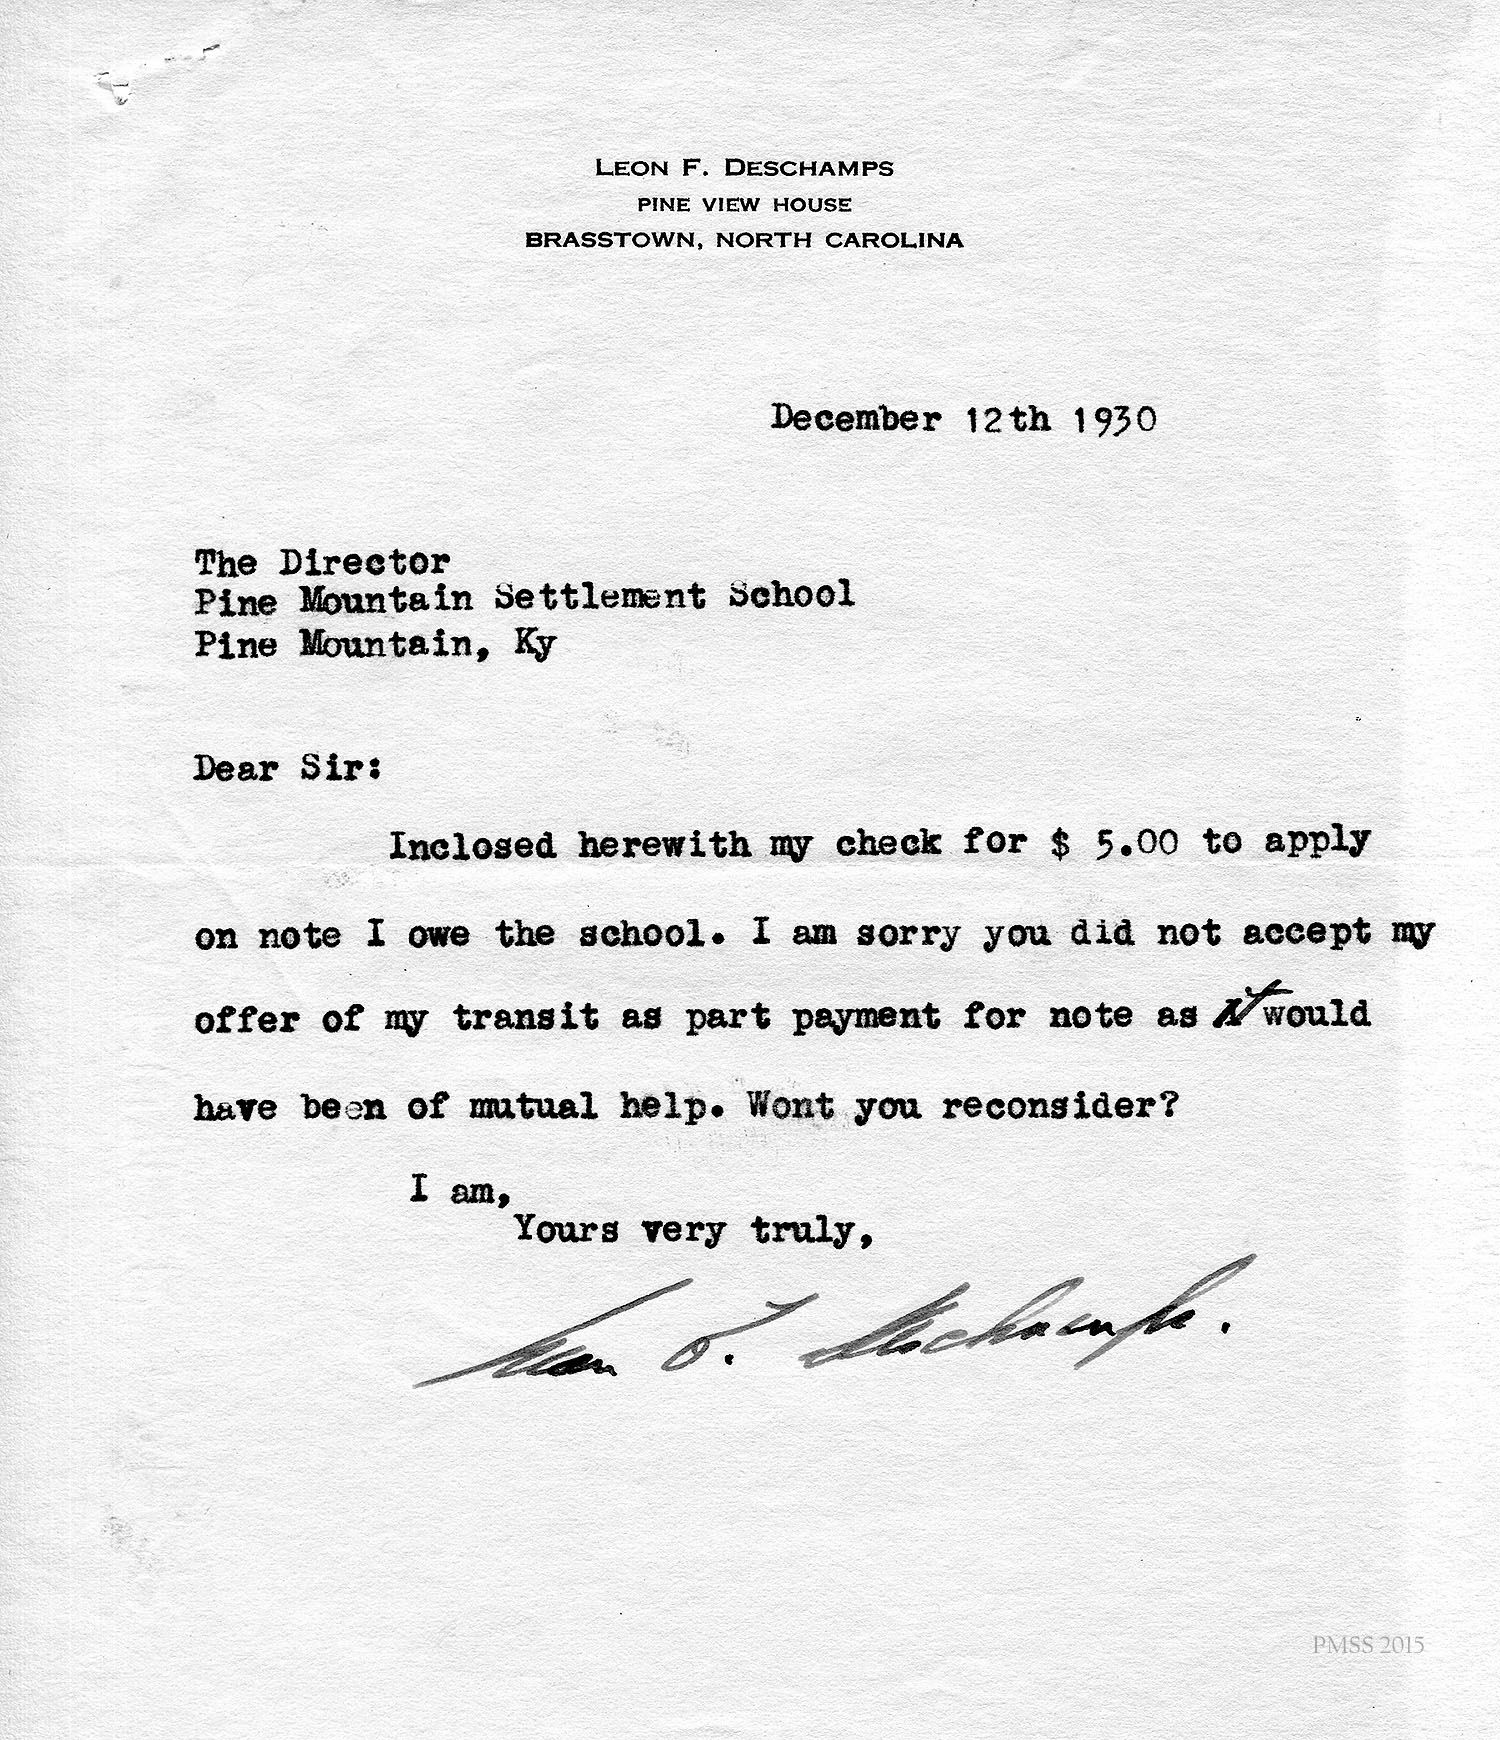 Leon F. Deschamps
PINE VIEW HOUSE
BRASSTOWN, NORTH CAROLINA
December 12th 1930
The Director
Pine Mountain Settlement School
Pine Mountain, Ky
Dear Sir:
Inclosed herewith my check for $ 5.00 to apply
on note I owe the school. I am sorry you did not accept my
offer of my transit as part payment for note as it would
have been of mutual help. Wont you reconsider?
I am,
Yours very truly,
Leon F. Deschamps.
PMSS 2015